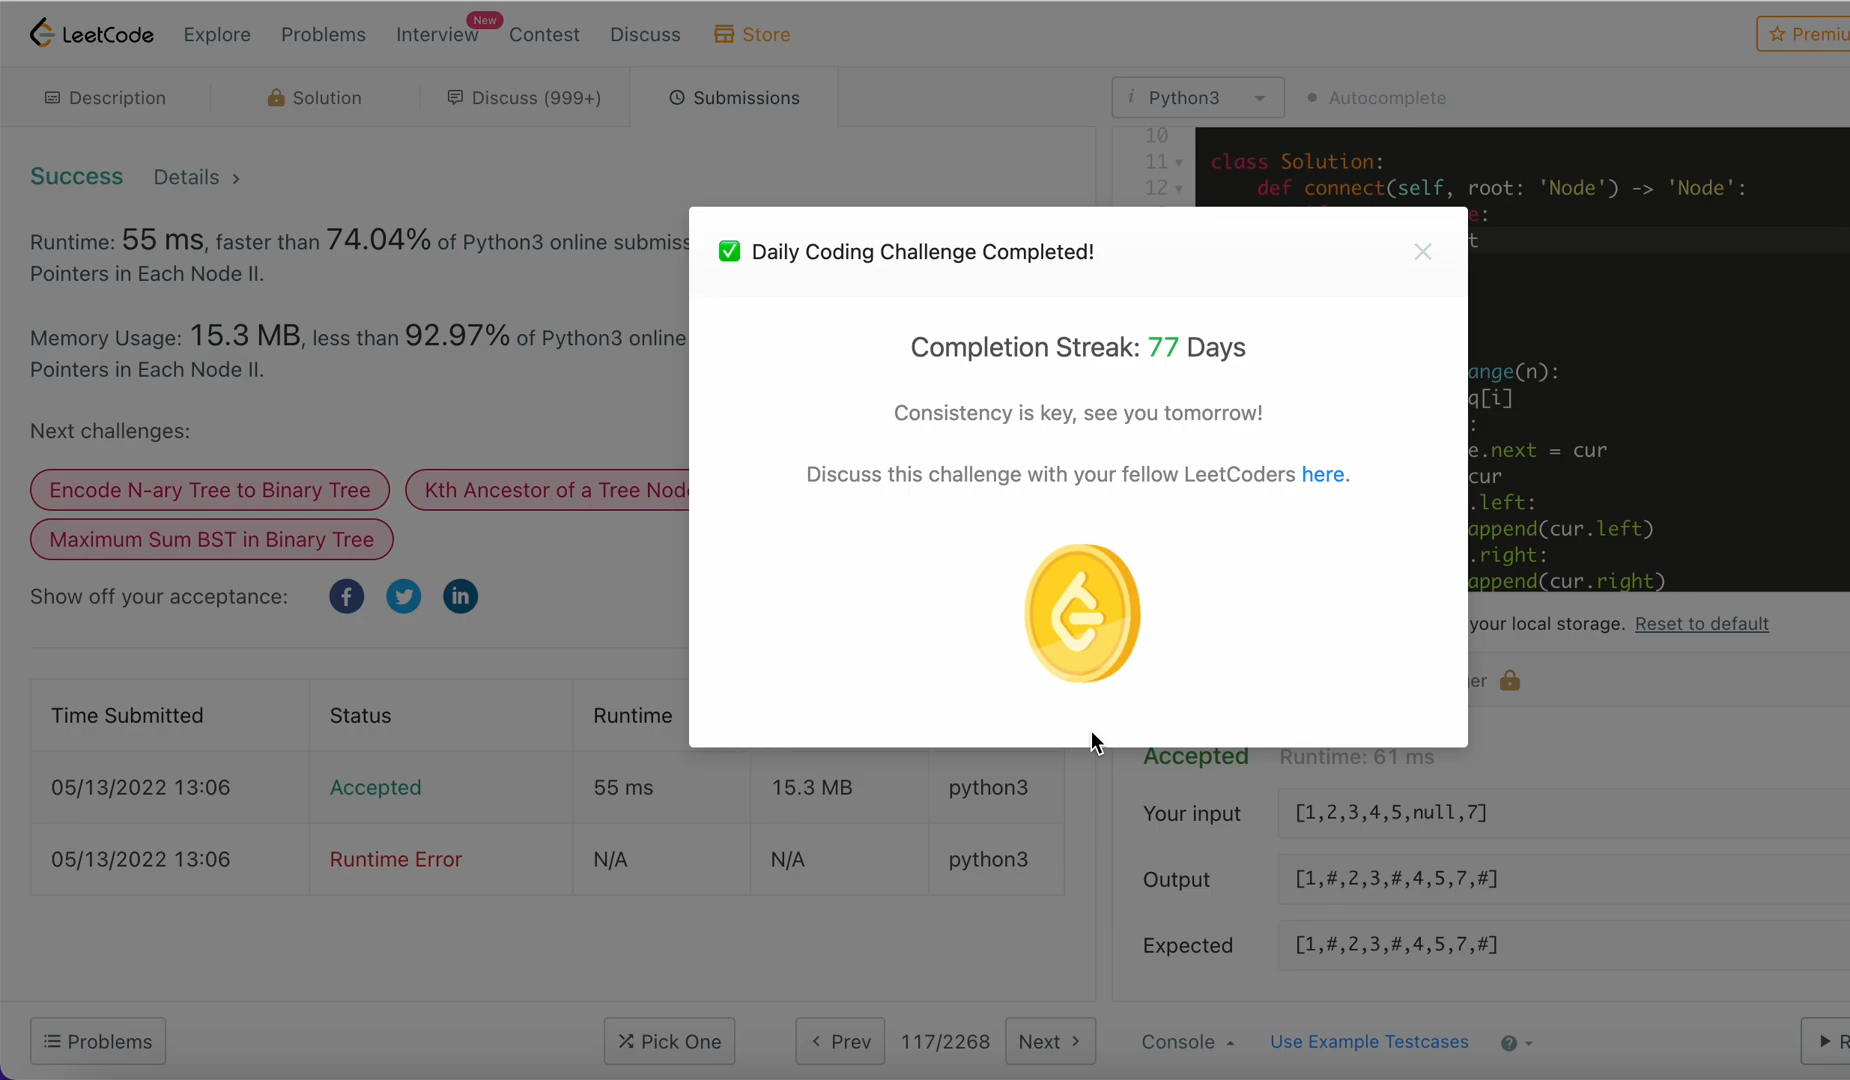 LeetCode Explore Problems Interview New Contest Discuss Store Premiu
Description Solution Discuss (999+) Submissions
i Python3 Autocomplete
Success Details >
Runtime: 55 ms, faster than 74.04% of Python3 online submiss
Pointers in Each Node II.
Memory Usage: 15.3 MB, less than 92.97% of Python3 online
Pointers in Each Node II.
Next challenges:
Encode N-ary Tree to Binary Tree Kth Ancestor of a Tree Node
Maximum Sum BST in Binary Tree
Show off your acceptance:
Time Submitted Status Runtime
05/13/2022 13:06 Accepted 55 ms 15.3 MB python3
05/13/2022 13:06 Runtime Error N/A N/A python3
✅ Daily Coding Challenge Completed!
Completion Streak: 77 Days
Consistency is key, see you tomorrow!
Discuss this challenge with your fellow LeetCoders here.
10
11 class Solution:
12 def connect(self, root: 'Node') -> 'Node':
e:
t
ange(n):
q[i]
:
e.next = cur
cur
.left:
append(cur.left)
.right:
append(cur.right)
your local storage. Reset to default
er
Accepted Runtime: 61 ms
Your input [1,2,3,4,5,null,7]
Output [1,#,2,3,#,4,5,7,#]
Expected [1,#,2,3,#,4,5,7,#]
Problems Pick One < Prev 117/2268 Next > Console Use Example Testcases ? R